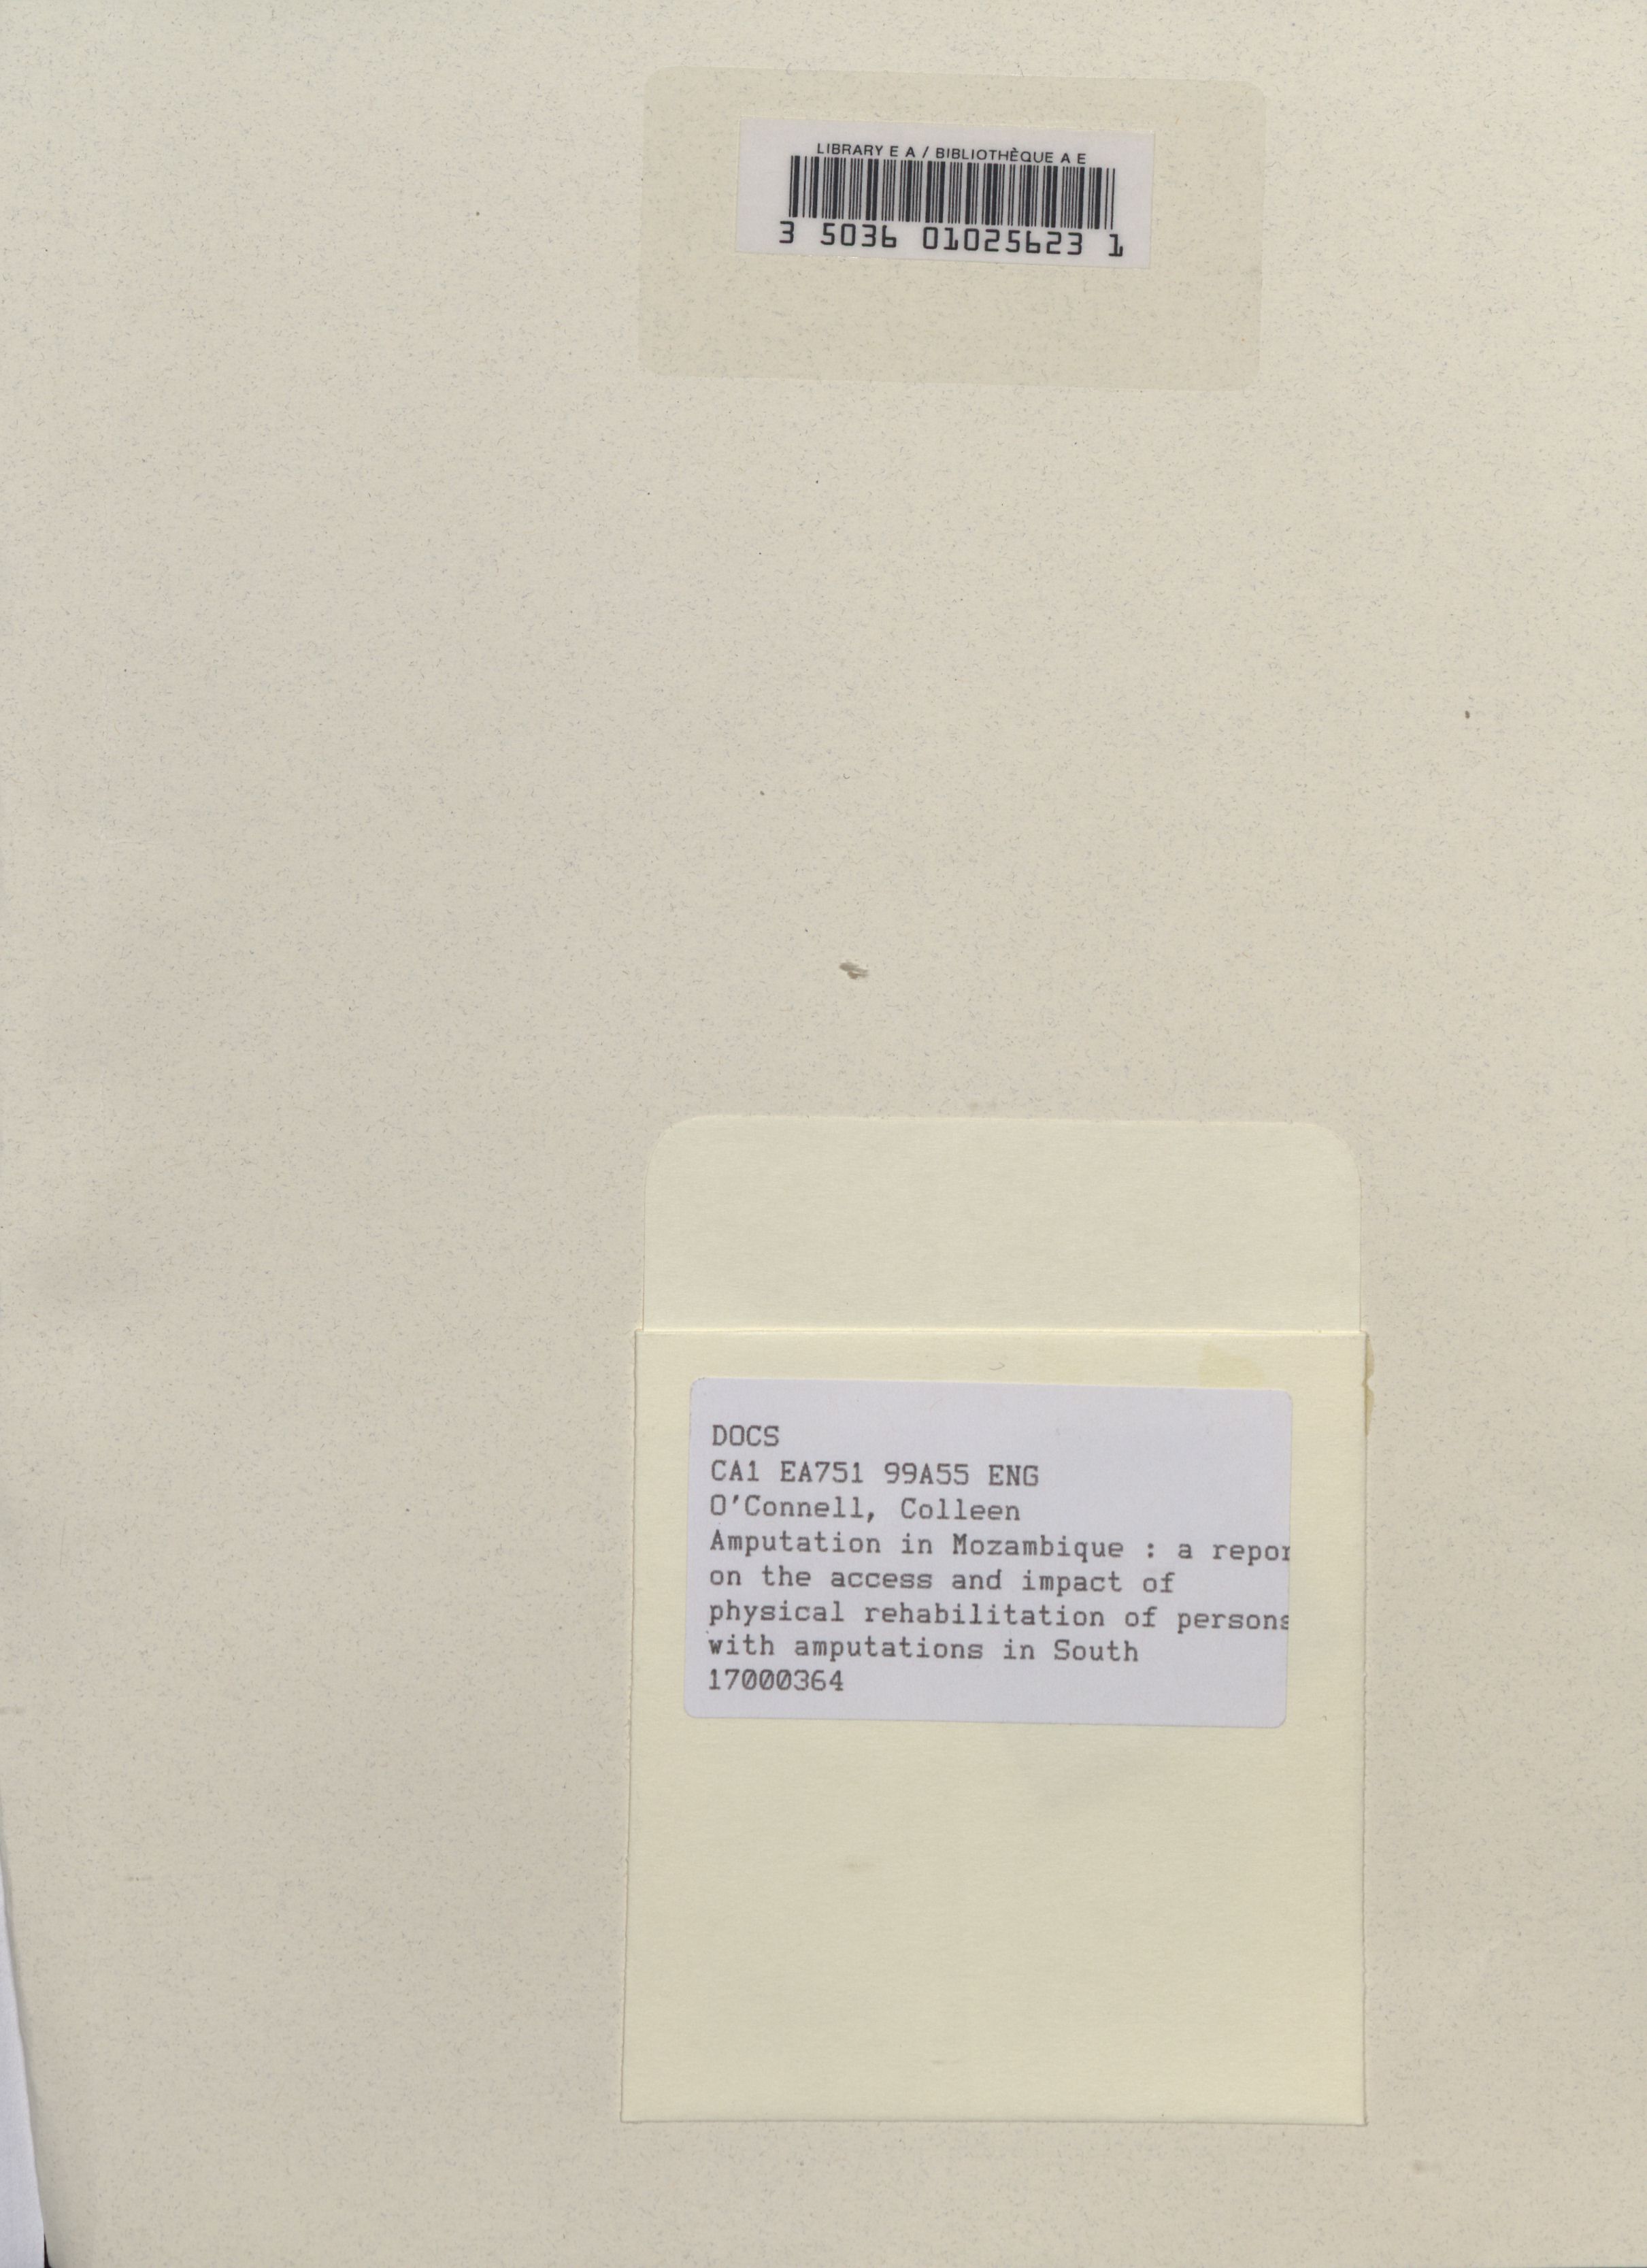 LIBRARY E A / BIBLIOTHÈQUE A E
3 5036 01025623 1
DOCS
CA1 EA751 99A55 ENG
O'Connell, Colleen
Amputation in Mozambique : a repor
on the access and impact of
physical rehabilitation of persons
with amputations in South
17000364